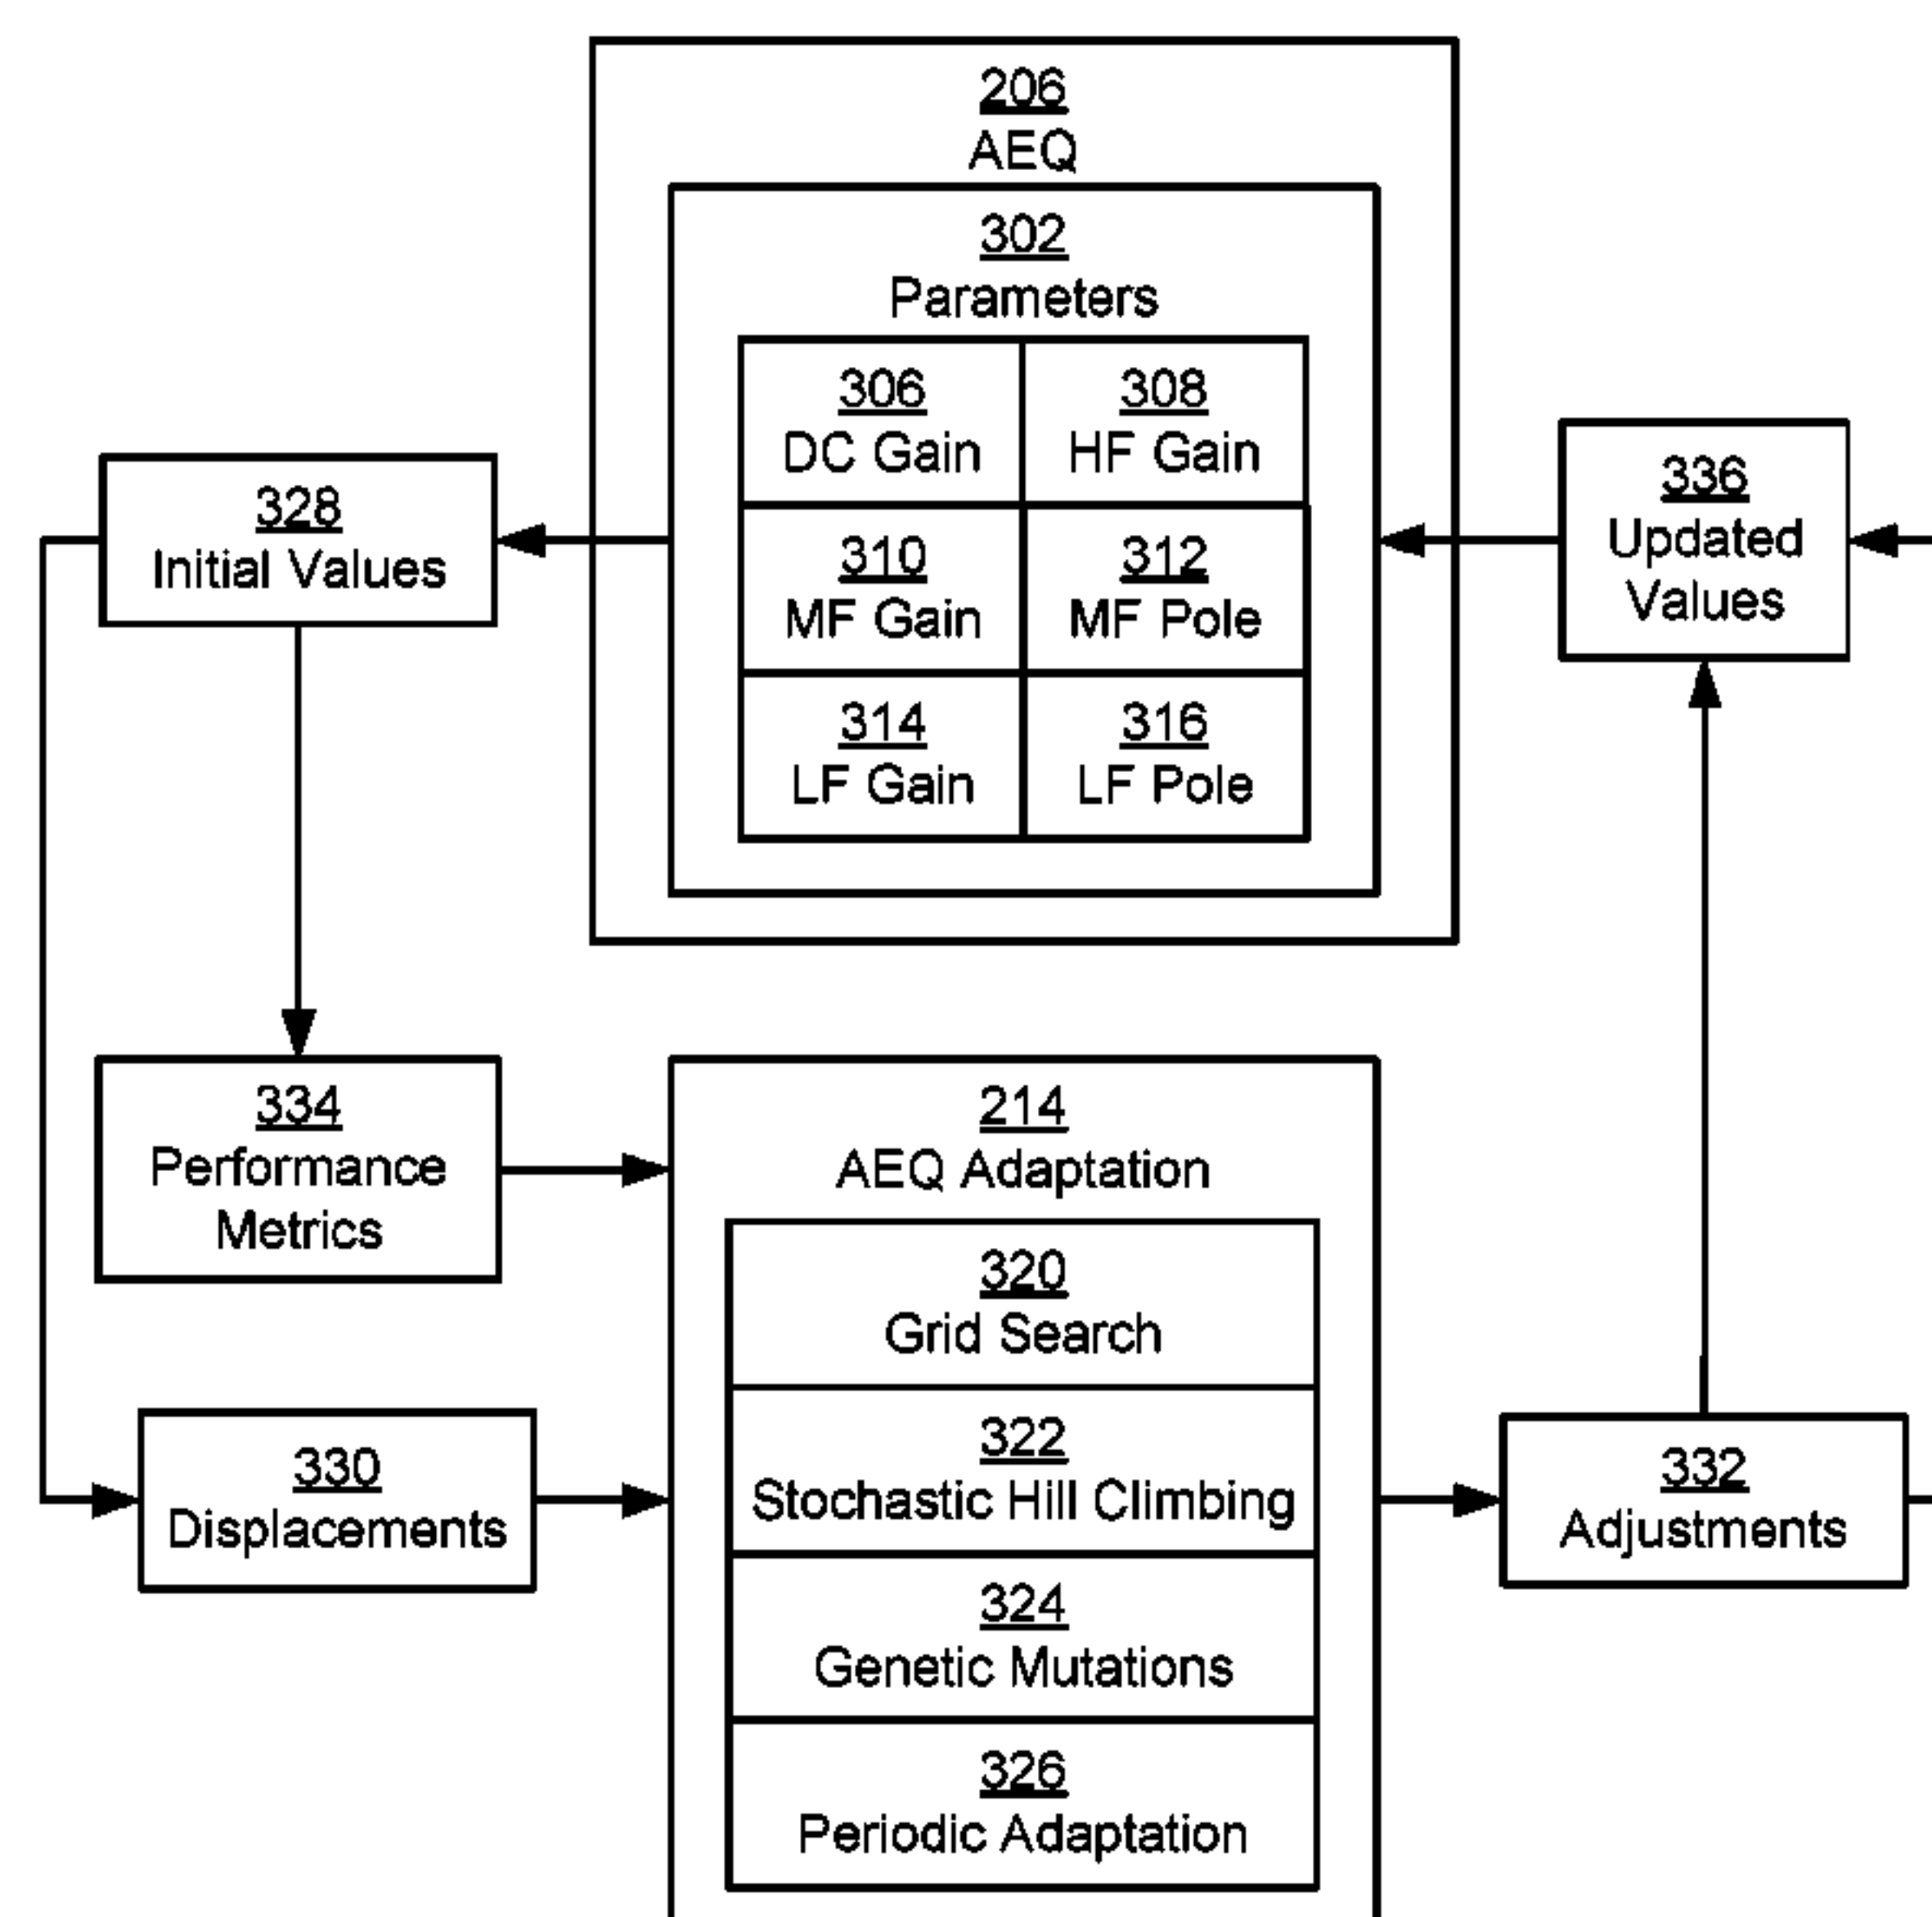 206
AEQ
302
Parameters
306
DC Gain
308
HF Gain
310
MF Gain
312
MF Pole
314
LF Gain
316
LF Pole
328
Initial Values
336
Updated
Values
334
Performance
Metrics
214
AEQ Adaptation
320
Grid Search
322
Stochastic Hill Climbing
324
Genetic Mutations
326
Periodic Adaptation
330
Displacements
332
Adjustments